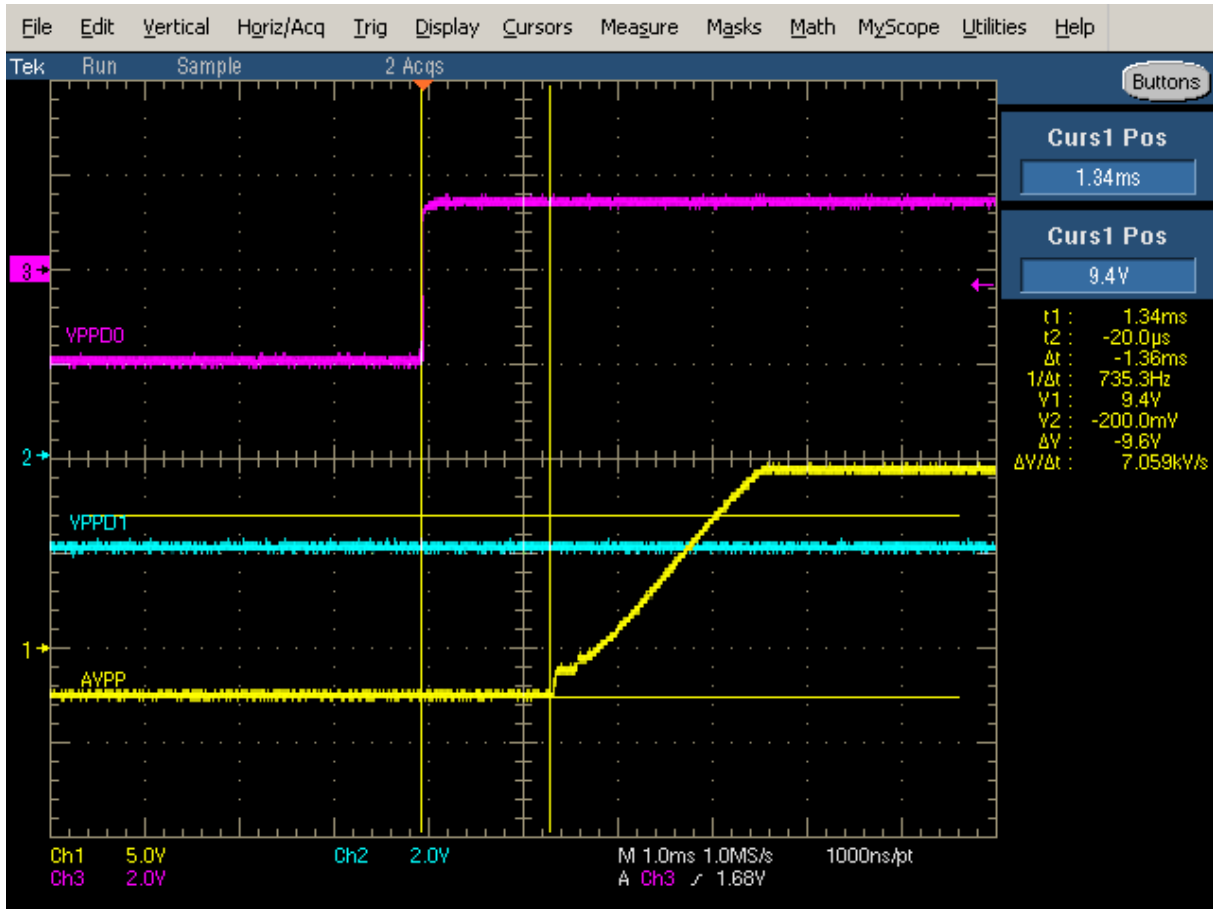 File Edit Vertical Horiz/Acq Trig Display Cursors Measure Masks Math MyScope Utilities Help
Tek Run Sample 2 Acqs
Buttons
Curs1 Pos
1.34ms
Curs1 Pos
9.4V
t1 : 1.34ms
t2 : -20.0µs
Δt : -1.36ms
1/Δt : 735.3Hz
V1 : 9.4V
V2 : -200.0mV
ΔV : -9.6V
ΔV/Δt : 7.059kV/s
3
VPPD0
2
VPPD1
1
AVPP
Ch1 5.0V Ch2 2.0V M 1.0ms 1.0MS/s 1000ns/pt
Ch3 2.0V A Ch3 1.68V